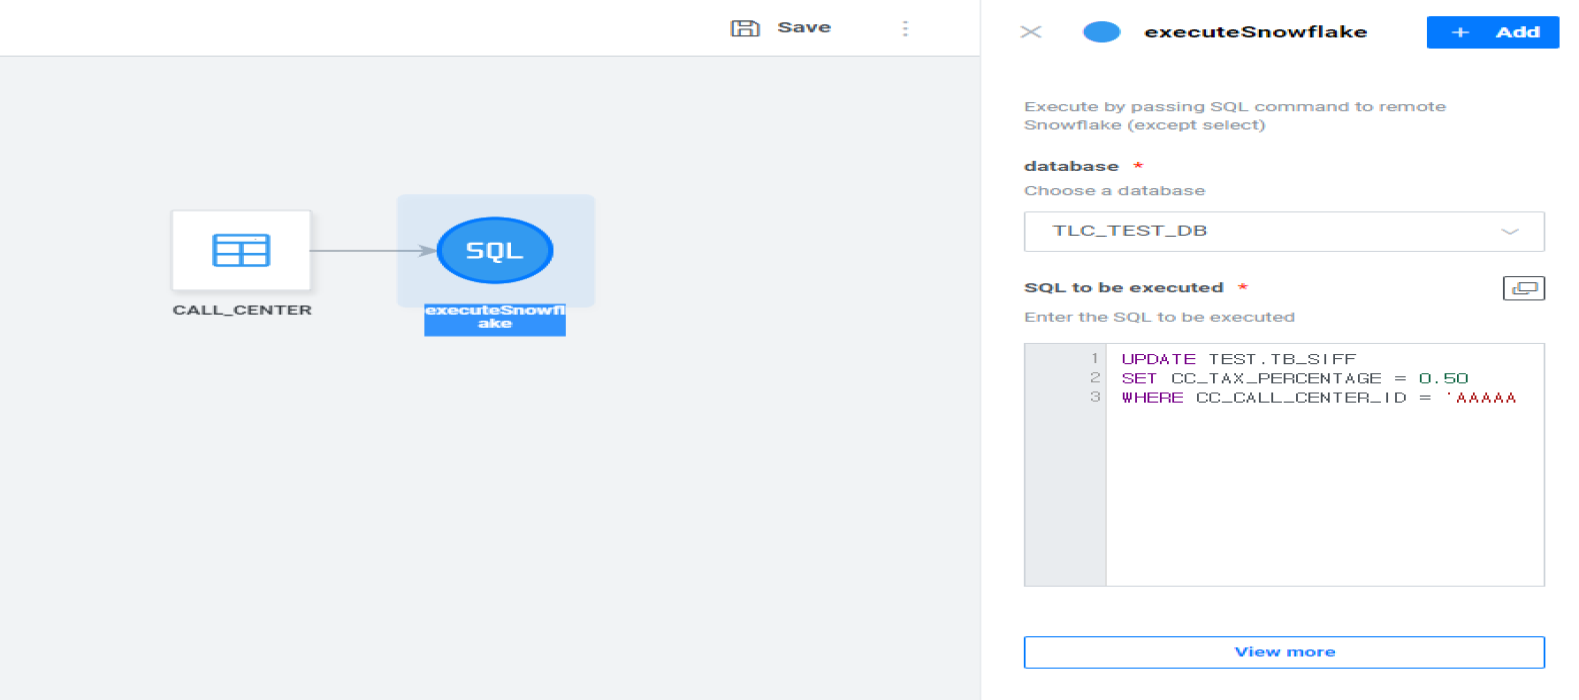 Save
executeSnowflake
+ Add
Execute by passing SQL command to remote
Snowflake (except select)
database *
Choose a database
TLC_TEST_DB
SQL to be executed *
Enter the SQL to be executed
1 UPDATE TEST.TB_SIFF
2 SET CC_TAX_PERCENTAGE = 0.50
3 WHERE CC_CALL_CENTER_ID = 'AAAAA
View more
SQL
CALL_CENTER
executeSnowfl
ake